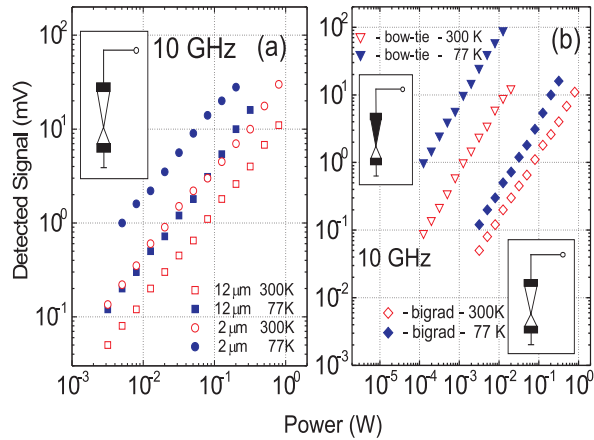 10 GHz
(a)
Detected Signal (mV)
10²
10¹
10⁰
10⁻¹
12 µm 300K
12 µm 77K
2 µm 300K
2 µm 77K
10⁻³
10⁻²
10⁻¹
10⁰
(b)
- bow-tie - 300 K
- bow-tie - 77 K
10²
10¹
10⁰
10⁻¹
10⁻²
10⁻³
10 GHz
- bigrad - 300K
- bigrad - 77 K
10⁻⁵
10⁻⁴
10⁻³
10⁻²
10⁻¹
10⁰
Power (W)